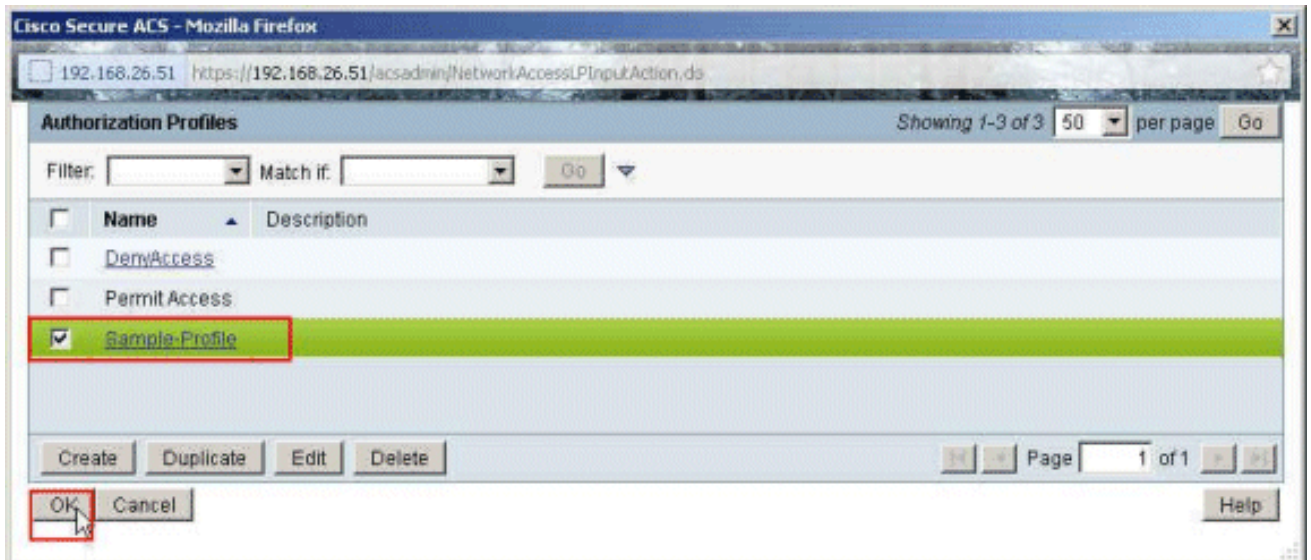 Cisco Secure ACS - Mozilla Firefox
192.168.26.51 https://192.168.26.51/acsadmin/NetworkAccessLPInputAction.do
Authorization Profiles Showing 1-3 of 3 50 per page Go
Filter: Match if: Go
Name Description
DenyAccess
Permit Access
Sample-Profile
Create Duplicate Edit Delete Page 1 of 1
OK Cancel Help